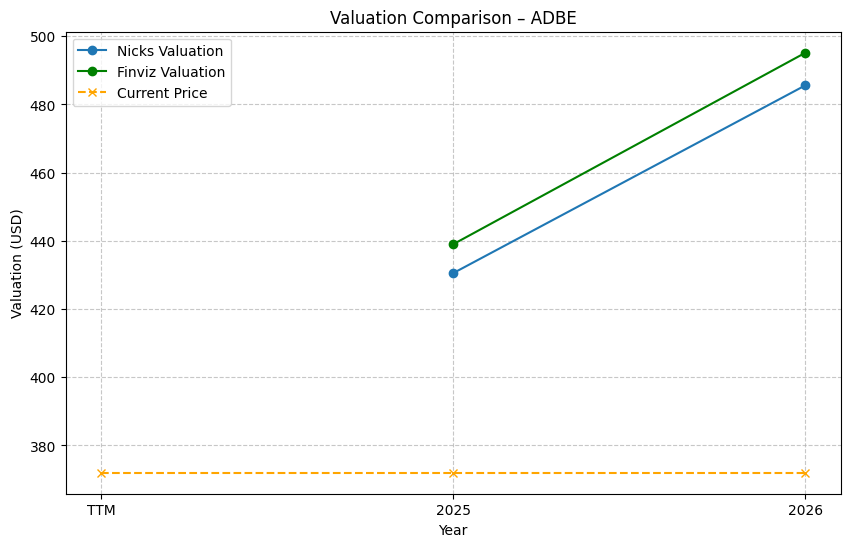 Valuation Comparison – ADBE
Nicks Valuation
Finviz Valuation
Current Price
Valuation (USD)
500
480
460
440
420
400
380
TTM
2025
2026
Year